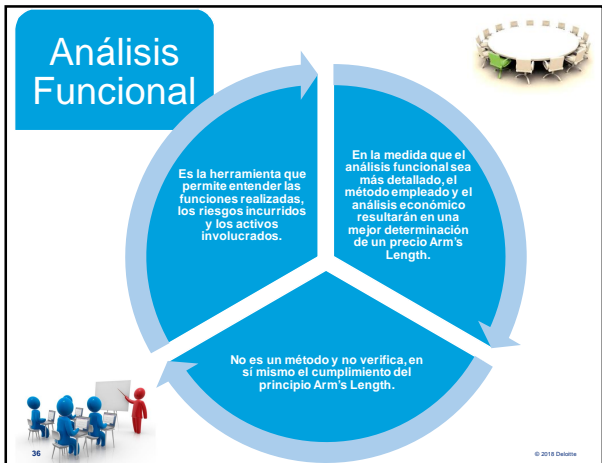 Análisis
Funcional
Es la herramienta que
permite entender las
funciones realizadas,
los riesgos incurridos
y los activos
involucrados.
En la medida que el
análisis funcional sea
más detallado, el
método empleado y el
análisis económico
resultarán en una
mejor determinación
de un precio Arm's
Length.
No es un método y no verifica, en
sí mismo el cumplimiento del
principio Arm's Length.
36
© 2018 Deloitte